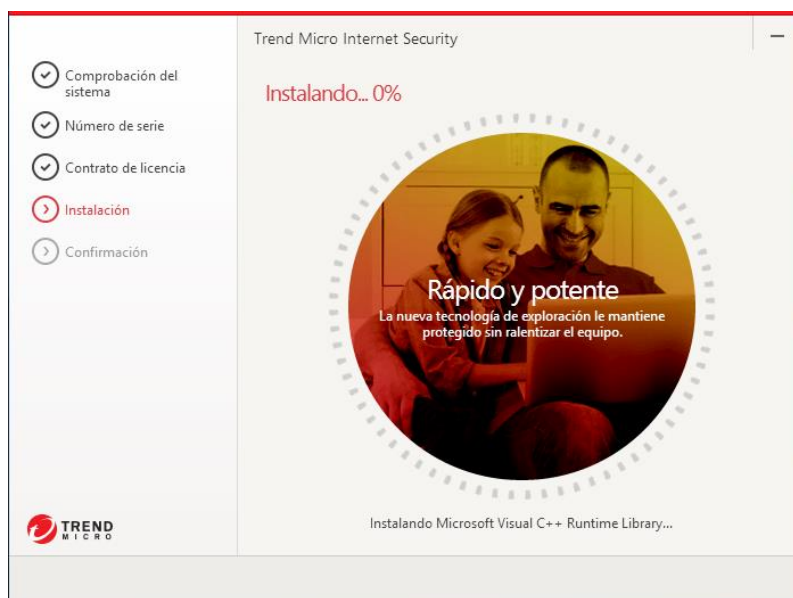 Trend Micro Internet Security
Comprobación del
sistema
Número de serie
Contrato de licencia
Instalación
Confirmación
Instalando... 0%
Rápido y potente
La nueva tecnología de exploración le mantiene
protegido sin ralentizar el equipo.
Instalando Microsoft Visual C++ Runtime Library...
TREND
MICRO